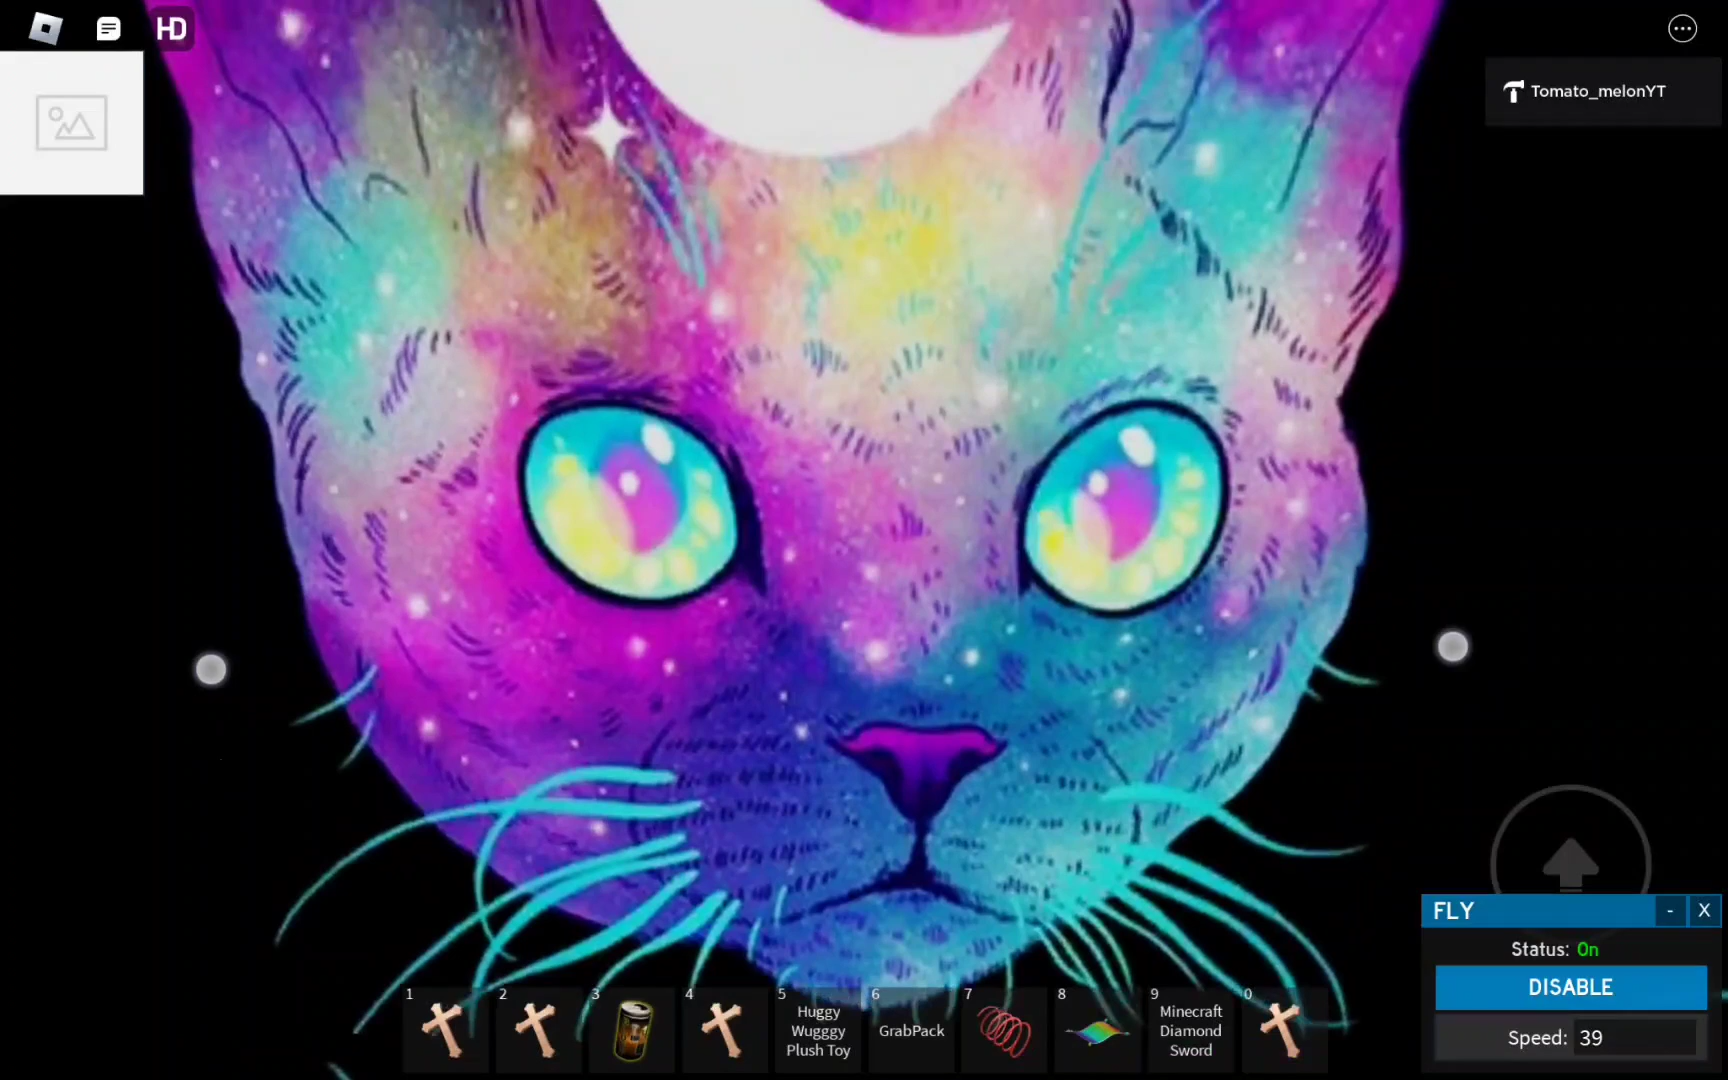 HD
Tomato_melonYT
FLY - X
Status: On
DISABLE
Speed: 39
1 2 3 4 5 6 7 8 9 0
Huggy
Wugggy
Plush Toy
GrabPack
Minecraft
Diamond
Sword